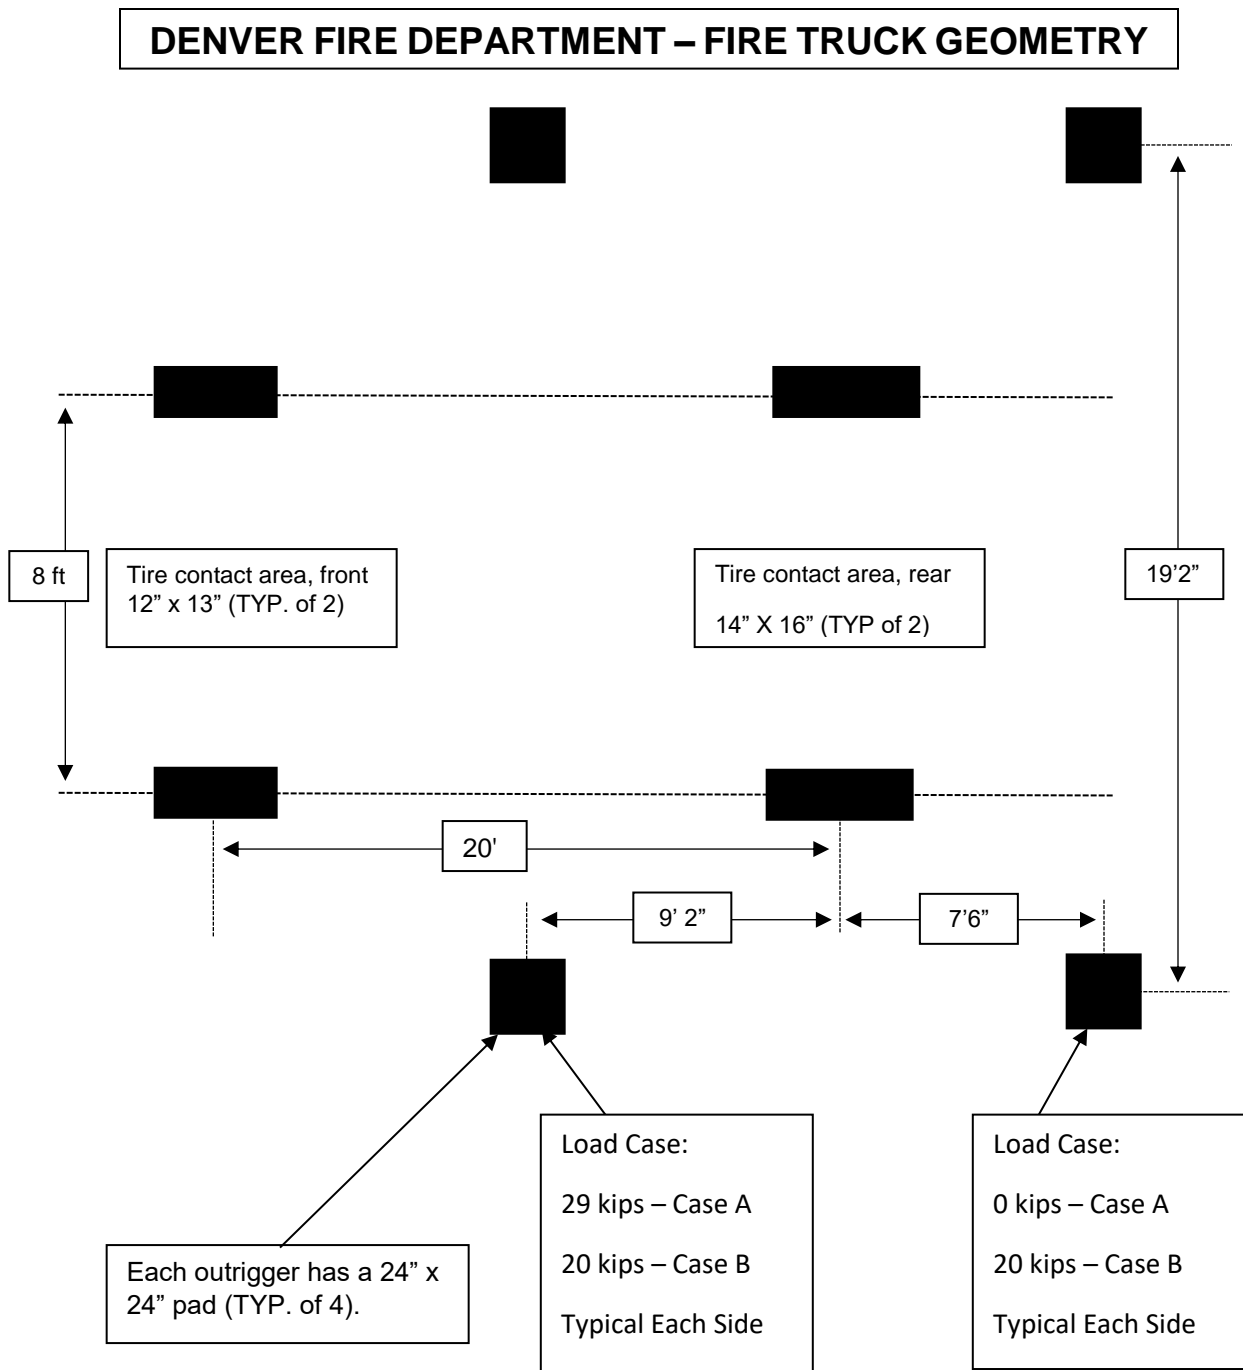 DENVER FIRE DEPARTMENT – FIRE TRUCK GEOMETRY
8 ft
Tire contact area, front
12” x 13” (TYP. of 2)
Tire contact area, rear
14” X 16” (TYP of 2)
19’2”
20'
9’ 2”
7’6”
Each outrigger has a 24” x
24” pad (TYP. of 4).
Load Case:
29 kips – Case A
20 kips – Case B
Typical Each Side
Load Case:
0 kips – Case A
20 kips – Case B
Typical Each Side